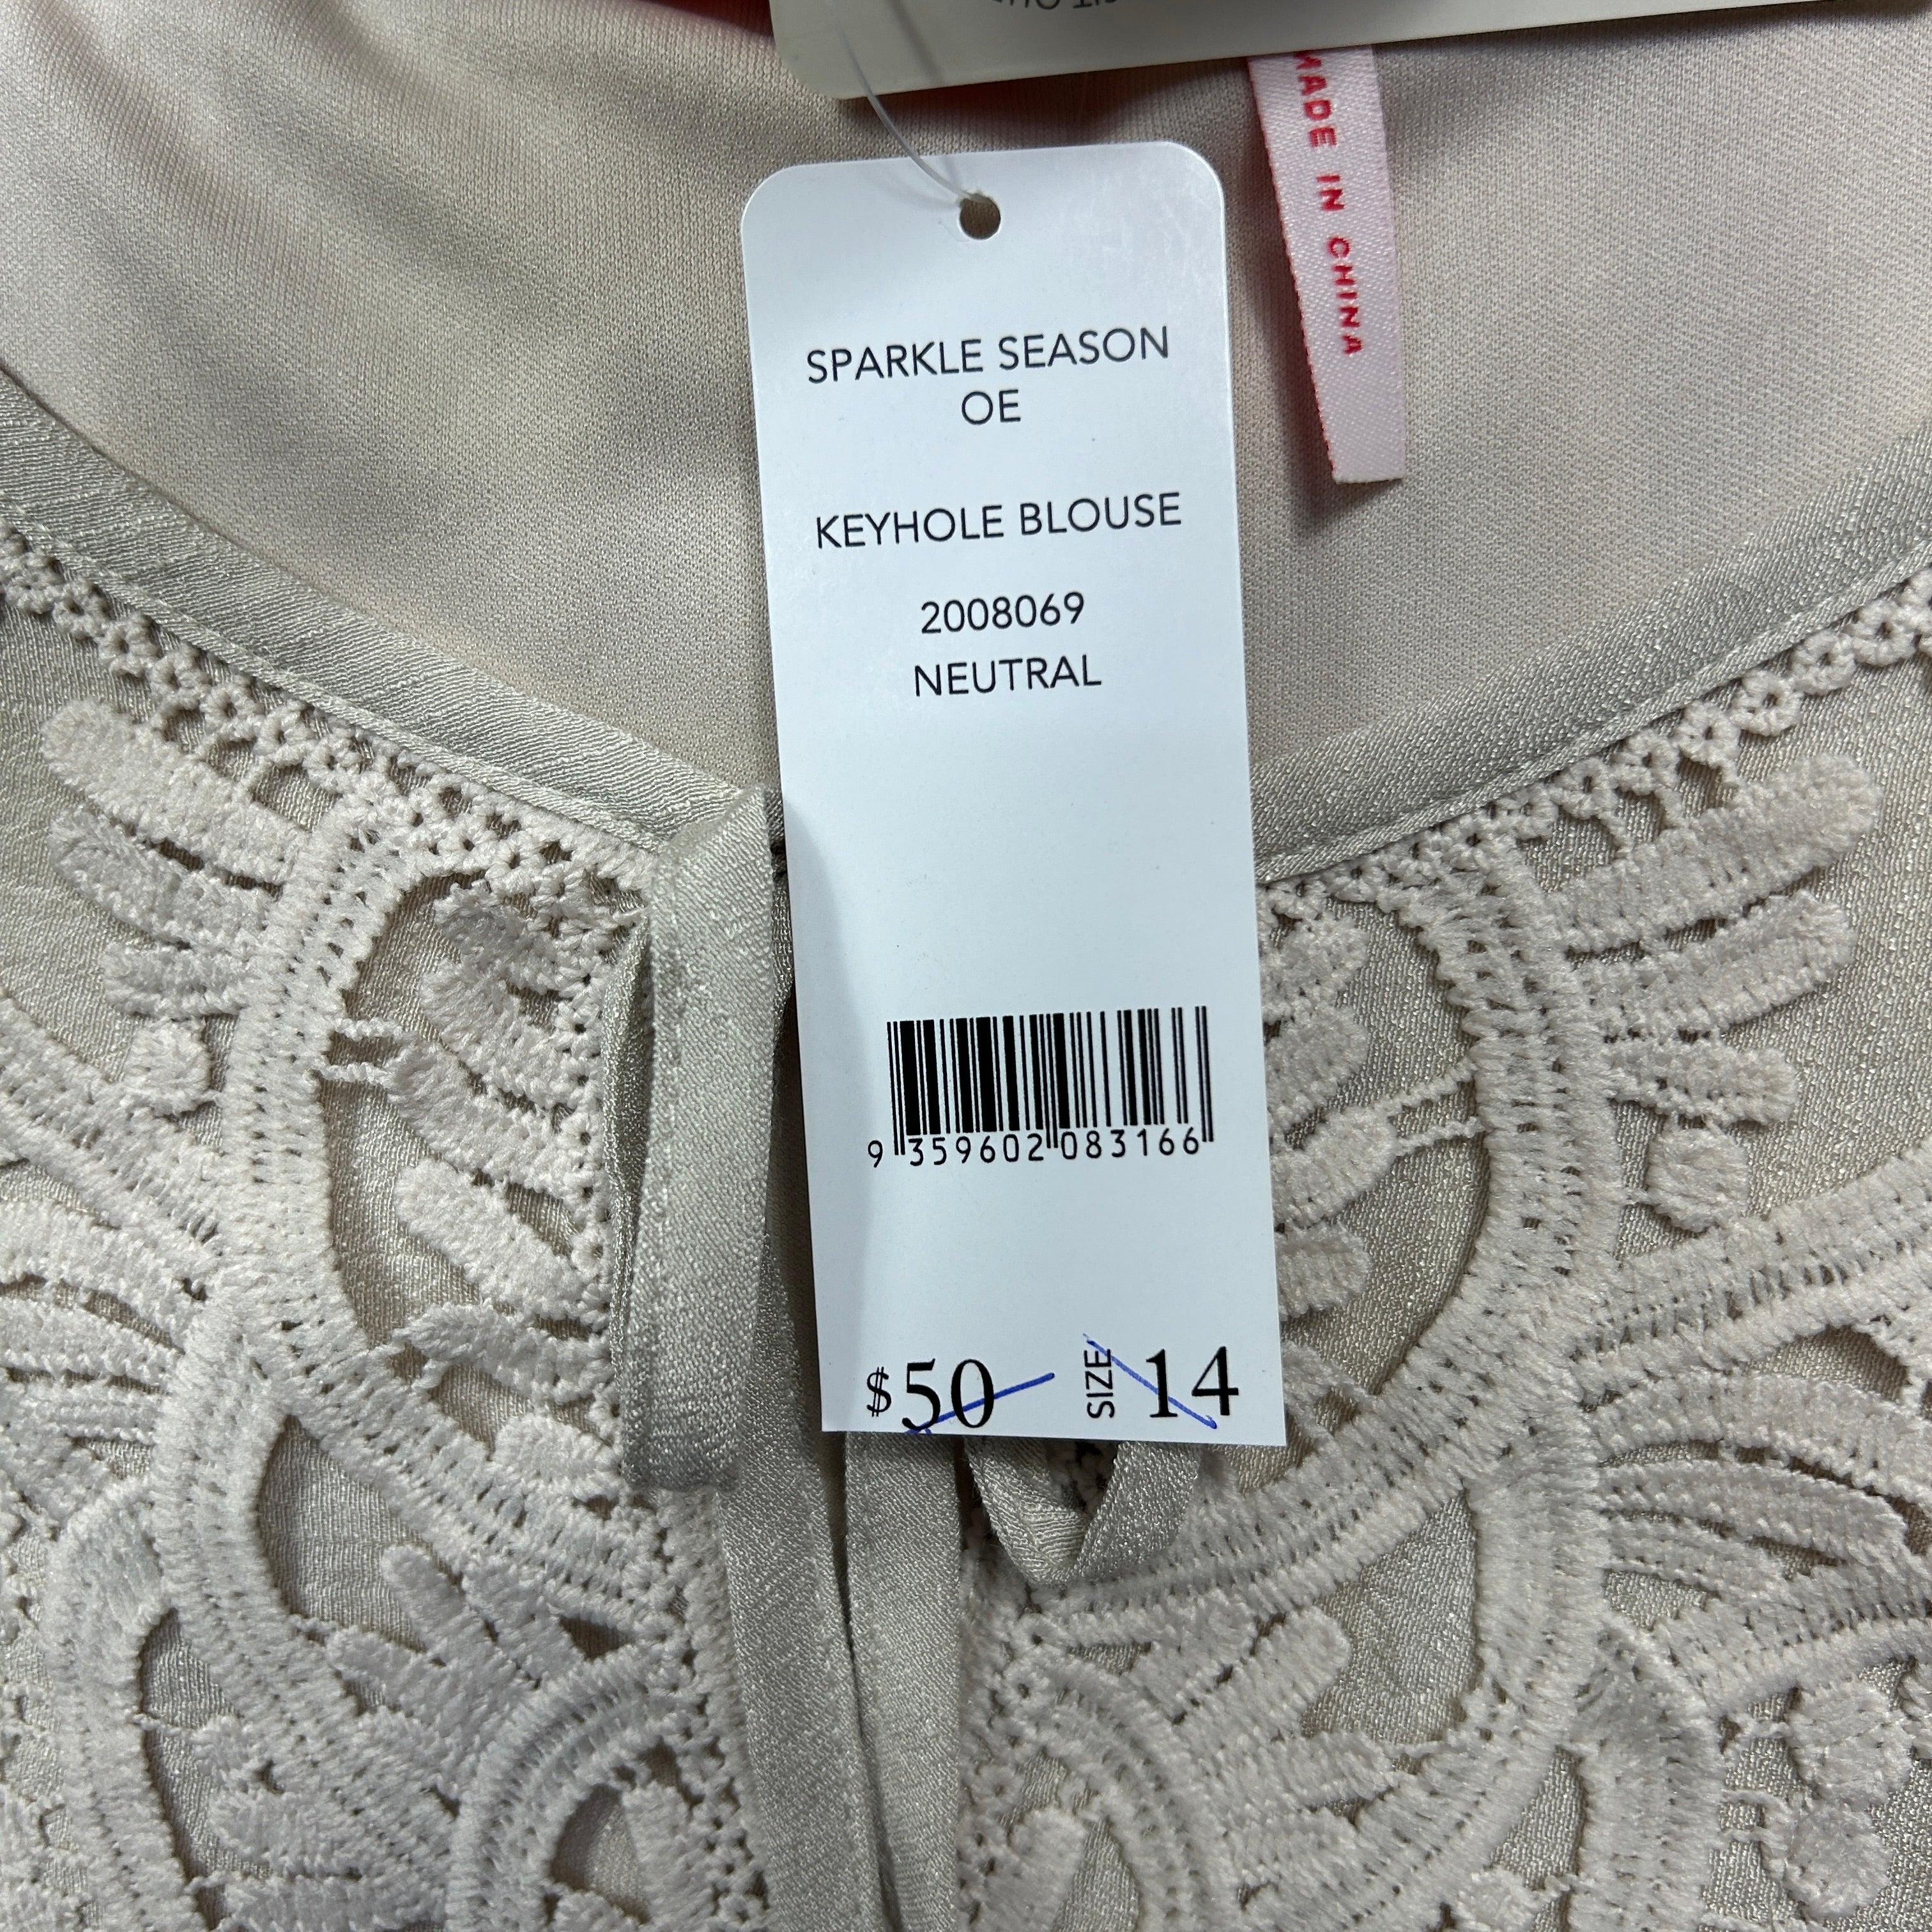 MADE IN CHINA
SPARKLE SEASON
OE
KEYHOLE BLOUSE
2008069
NEUTRAL
9 359602 083166
$50 SIZE 14